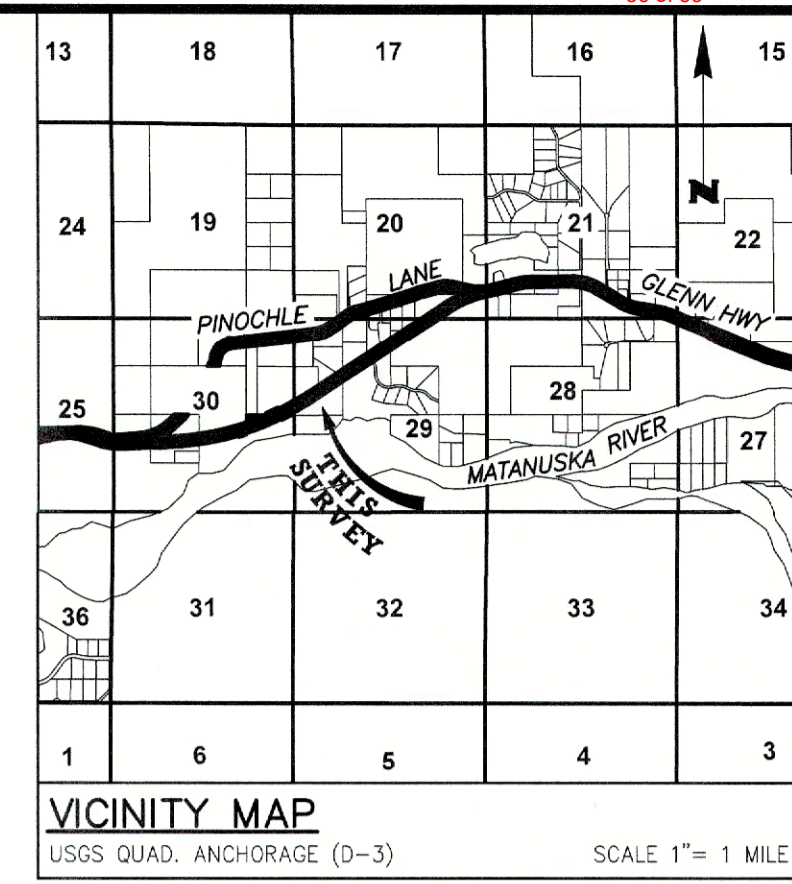 13 18 17 16 15
24 19 20 21 22
PINOCHLE LANE
GLENN HWY
25 30 29 28 27
MATANUSKA RIVER
THIS
SURVEY
N
36 31 32 33 34
1 6 5 4 3
VICINITY MAP
USGS QUAD. ANCHORAGE (D-3) SCALE 1"= 1 MILE